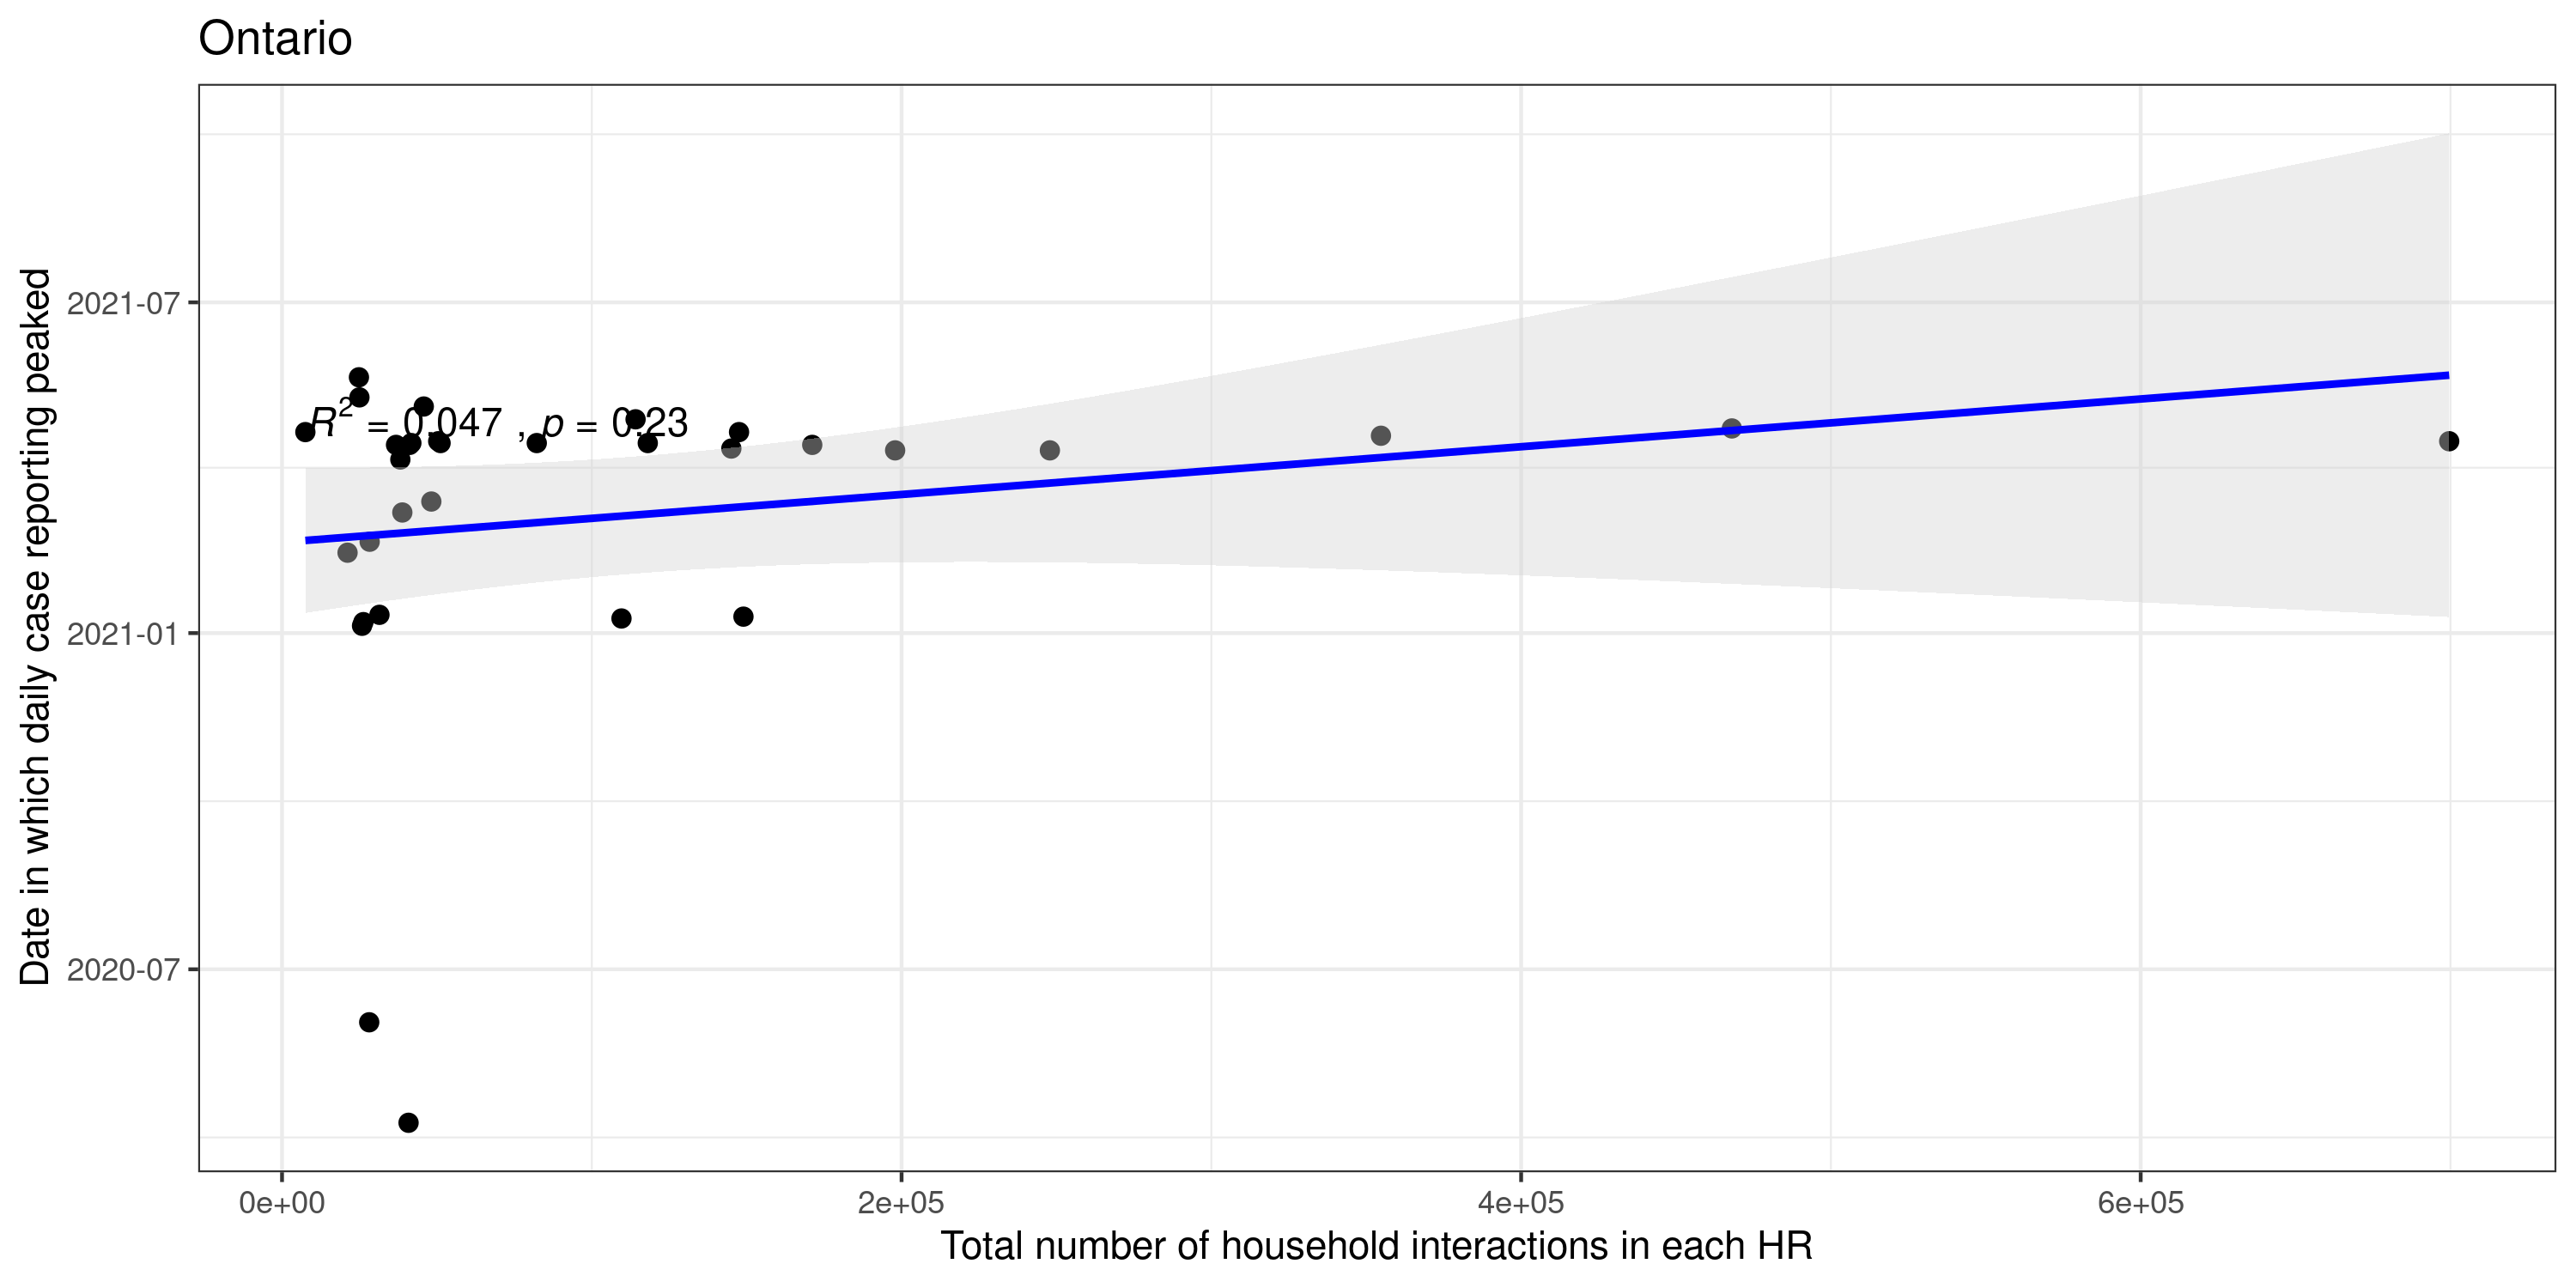 Ontario
Date in which daily case reporting peaked
2021-07
2021-01
2020-07
R² = 0.047 , p = 0.23
0e+00 2e+05 4e+05 6e+05
Total number of household interactions in each HR